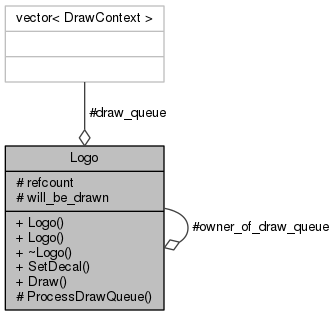 vector< DrawContext >
#draw_queue
Logo
# refcount
# will_be_drawn
+ Logo()
+ Logo()
+ ~Logo()
+ SetDecal()
+ Draw()
# ProcessDrawQueue()
#owner_of_draw_queue